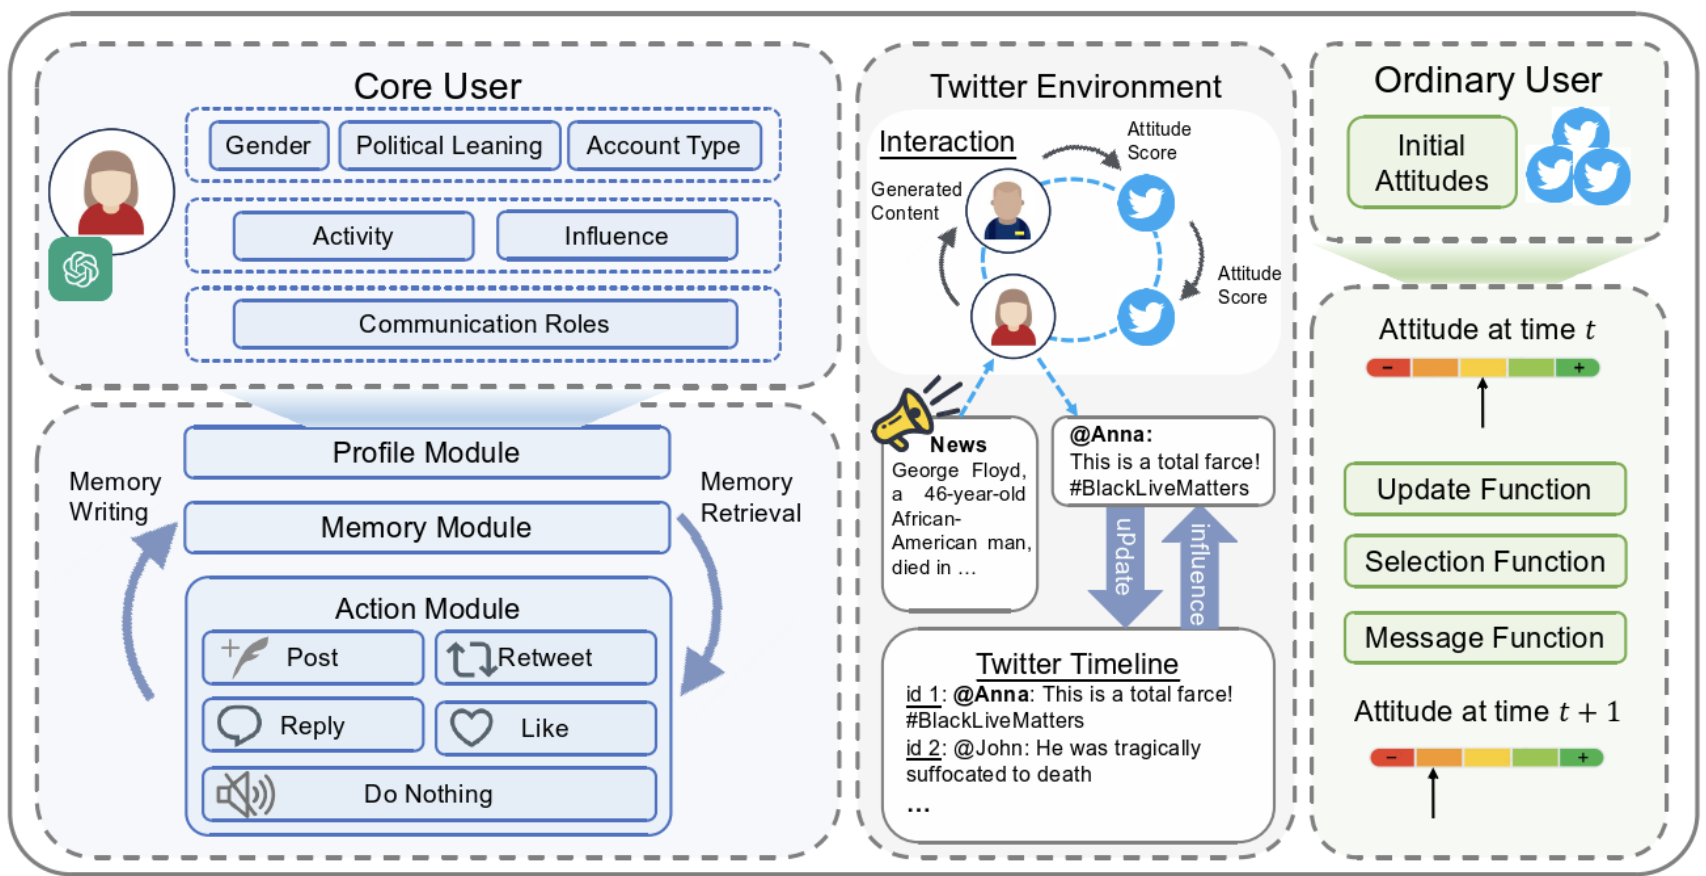 Core User
Gender
Political Leaning
Account Type
Activity
Influence
Communication Roles
Profile Module
Memory
Writing
Memory
Retrieval
Memory Module
Action Module
Post
Retweet
Reply
Like
Do Nothing
Twitter Environment
Interaction
Attitude
Score
Generated
Content
Attitude
Score
News
George Floyd,
a 46-year-old
African-
American man,
died in ...
@Anna:
This is a total farce!
#BlackLiveMatters
update
influence
Twitter Timeline
id 1: @Anna: This is a total farce!
#BlackLiveMatters
id 2: @John: He was tragically
suffocated to death
...
Ordinary User
Initial
Attitudes
Attitude at time t
- +
Update Function
Selection Function
Message Function
Attitude at time t + 1
- +